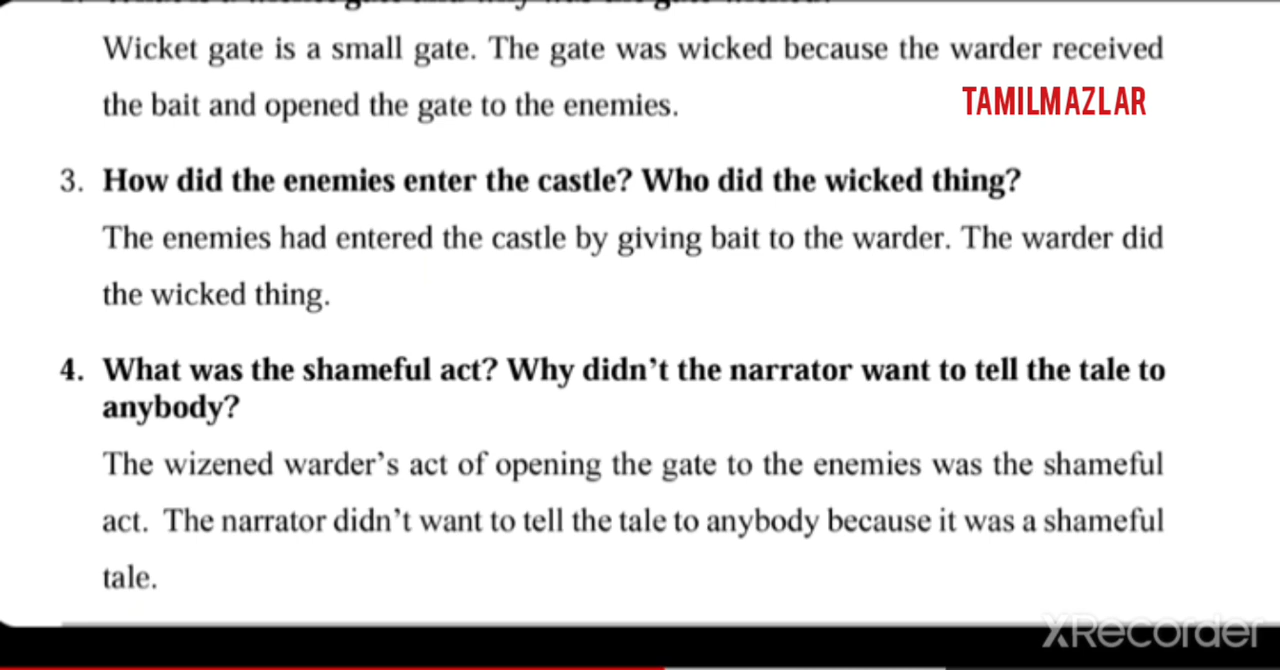 Wicket gate is a small gate. The gate was wicked because the warder received
the bait and opened the gate to the enemies.
TAMILMAZLAR
3. How did the enemies enter the castle? Who did the wicked thing?
The enemies had entered the castle by giving bait to the warder. The warder did
the wicked thing.
4. What was the shameful act? Why didn’t the narrator want to tell the tale to
anybody?
The wizened warder’s act of opening the gate to the enemies was the shameful
act. The narrator didn’t want to tell the tale to anybody because it was a shameful
tale.
XRecorder